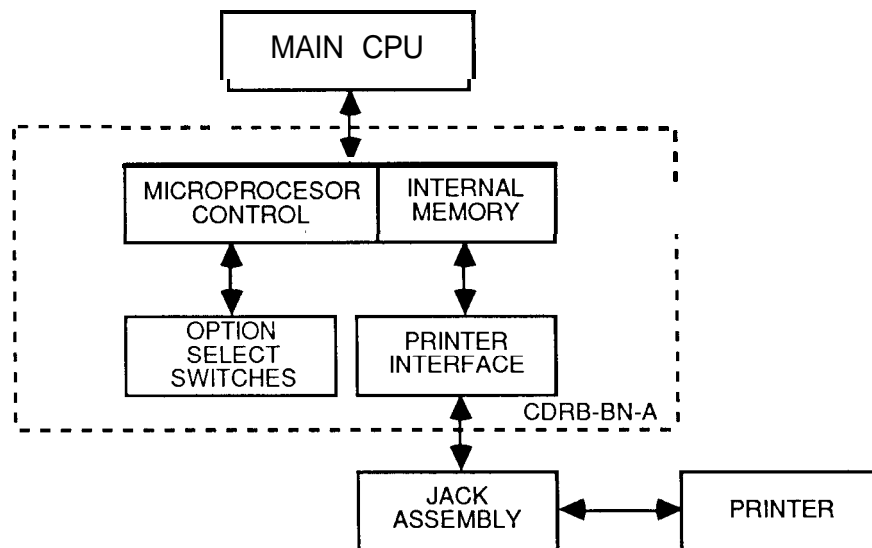 MAIN CPU
MICROPROCESOR
CONTROL
INTERNAL
MEMORY
OPTION
SELECT
SWITCHES
PRINTER
INTERFACE
CDRB-BN-A
JACK
ASSEMBLY
PRINTER